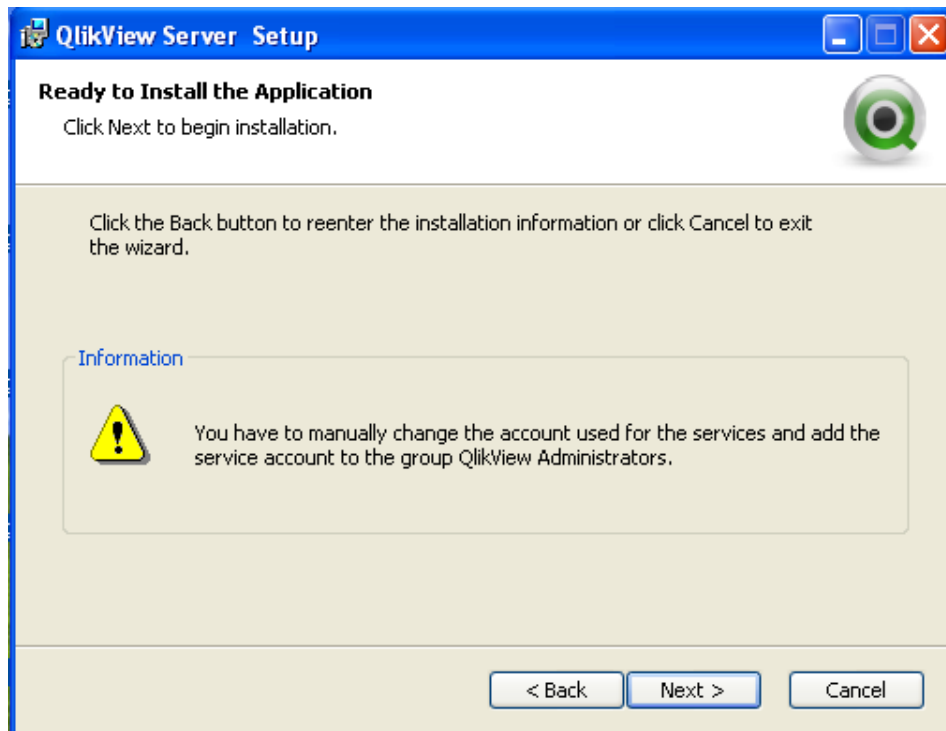 QlikView Server Setup
Ready to Install the Application
Click Next to begin installation.
Click the Back button to reenter the installation information or click Cancel to exit
the wizard.
Information
You have to manually change the account used for the services and add the
service account to the group QlikView Administrators.
< Back
Next >
Cancel